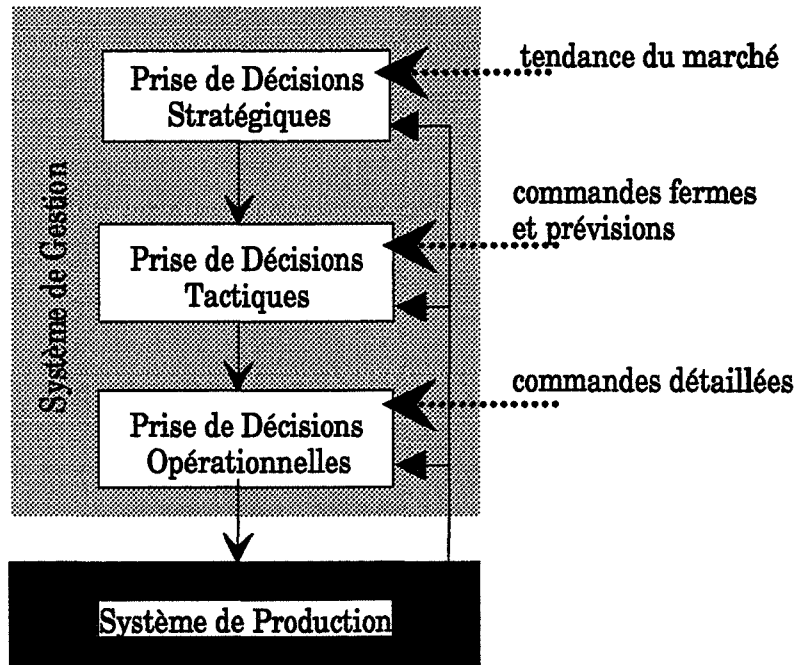 tendance du marché
Prise de Décisions
Stratégiques
commandes fermes
et prévisions
Prise de Décisions
Tactiques
Système de Gestion
commandes détaillées
Prise de Décisions
Opérationnelles
Système de Production